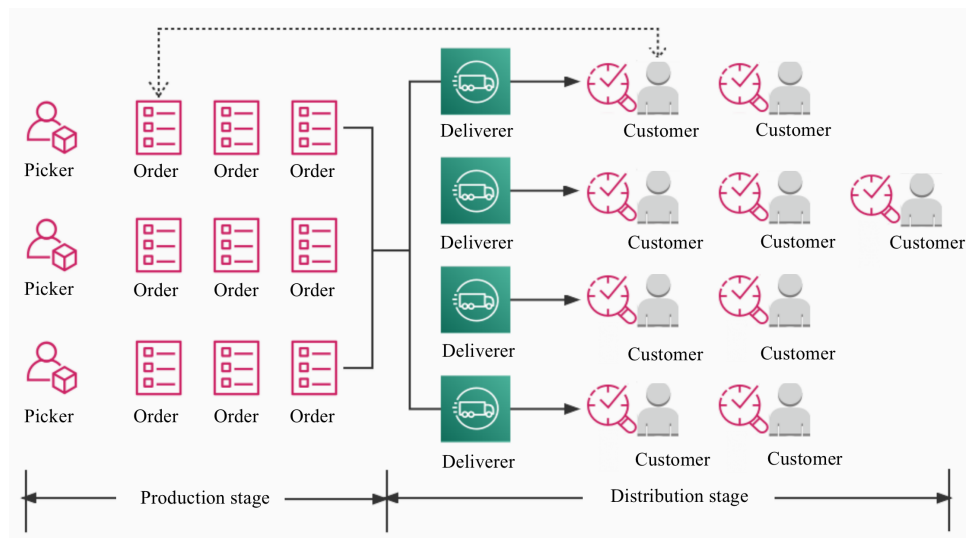 Deliverer Customer Customer
Picker Order Order Order
Deliverer Customer Customer Customer
Picker Order Order Order
Deliverer Customer Customer
Picker Order Order Order
Deliverer Customer Customer
Production stage Distribution stage